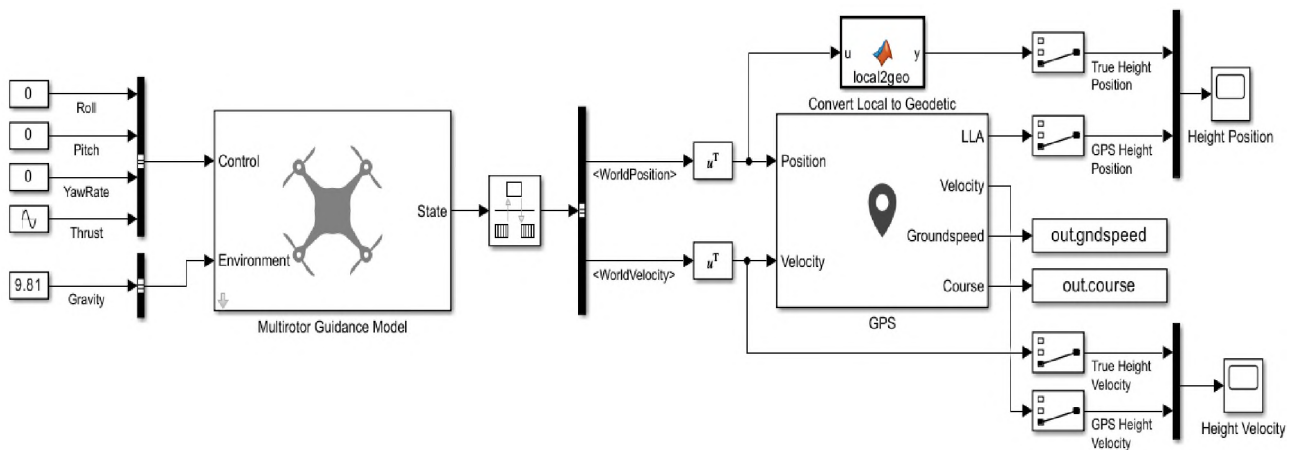 0
Roll
0
Pitch
0
YawRate
Thrust
9.81
Gravity
Control
Environment
State
Multirotor Guidance Model
<WorldPosition>
<WorldVelocity>
u^T
u^T
u
y
local2geo
Convert Local to Geodetic
Position
Velocity
LLA
Velocity
Groundspeed
Course
GPS
True Height
Position
GPS Height
Position
Height Position
out.gndspeed
out.course
True Height
Velocity
GPS Height
Velocity
Height Velocity